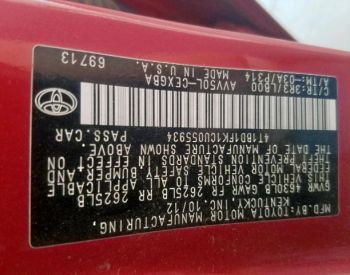 MFD.BY:TOYOTA MOTOR MANUFACTURING,
KENTUCKY, INC. 10/12
GVWR 4630LB GAWR FR 2625LB RR 2625LB
THIS VEHICLE CONFORMS TO ALL APPLICABLE
FEDERAL MOTOR VEHICLE SAFETY, BUMPER, AND
THEFT PREVENTION STANDARDS IN EFFECT ON
THE DATE OF MANUFACTURE SHOWN ABOVE.
4T1BD1FK1CU055934 PASS.CAR
C/TR:3R3/LB00 AVV50L-CEXGBA
A/TM:-03A/P314 MADE IN U.S.A. 69713